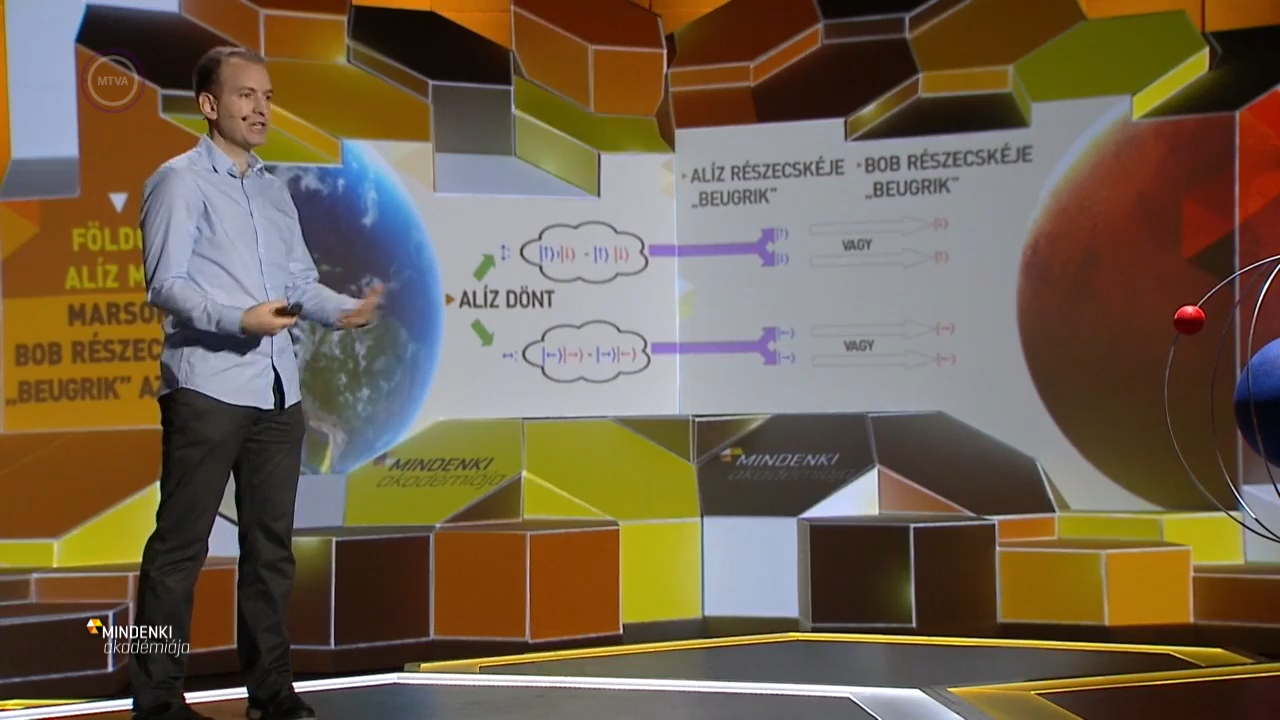 MTVA
FÖLD
ALÍZ M
MARSO
BOB RÉSZEC
„BEUGRIK” A
ALÍZ DÖNT
ALÍZ RÉSZECSKÉJE
„BEUGRIK”
BOB RÉSZECSKÉJE
„BEUGRIK”
↕: |↑⟩|↓⟩ - |↑⟩|↓⟩
|↑⟩
|↓⟩
VAGY
|↓⟩
|↑⟩
↔: |←⟩|→⟩ - |→⟩|←⟩
|←⟩
|→⟩
VAGY
|→⟩
|←⟩
MINDENKI
akadémiája
MINDENKI
akadémiája
MINDENKI
akadémiája